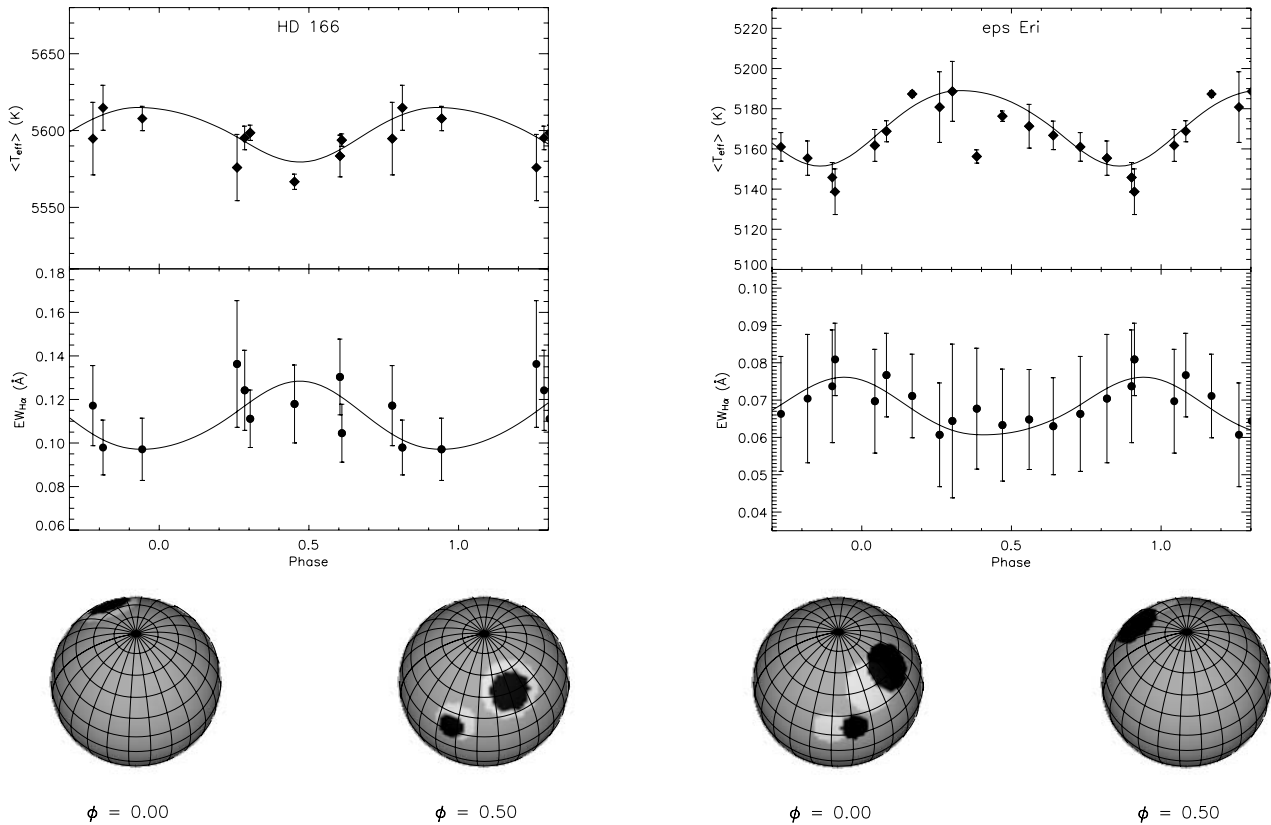 HD 166
5650
5600
5550
<T_eff> (K)
0.18
0.16
0.14
0.12
0.10
0.08
0.06
EW_Hα (Å)
0.0 0.5 1.0
Phase
ϕ = 0.00
ϕ = 0.50
eps Eri
5220
5200
5180
5160
5140
5120
5100
<T_eff> (K)
0.10
0.09
0.08
0.07
0.06
0.05
0.04
EW_Hα (Å)
0.0 0.5 1.0
Phase
ϕ = 0.00
ϕ = 0.50